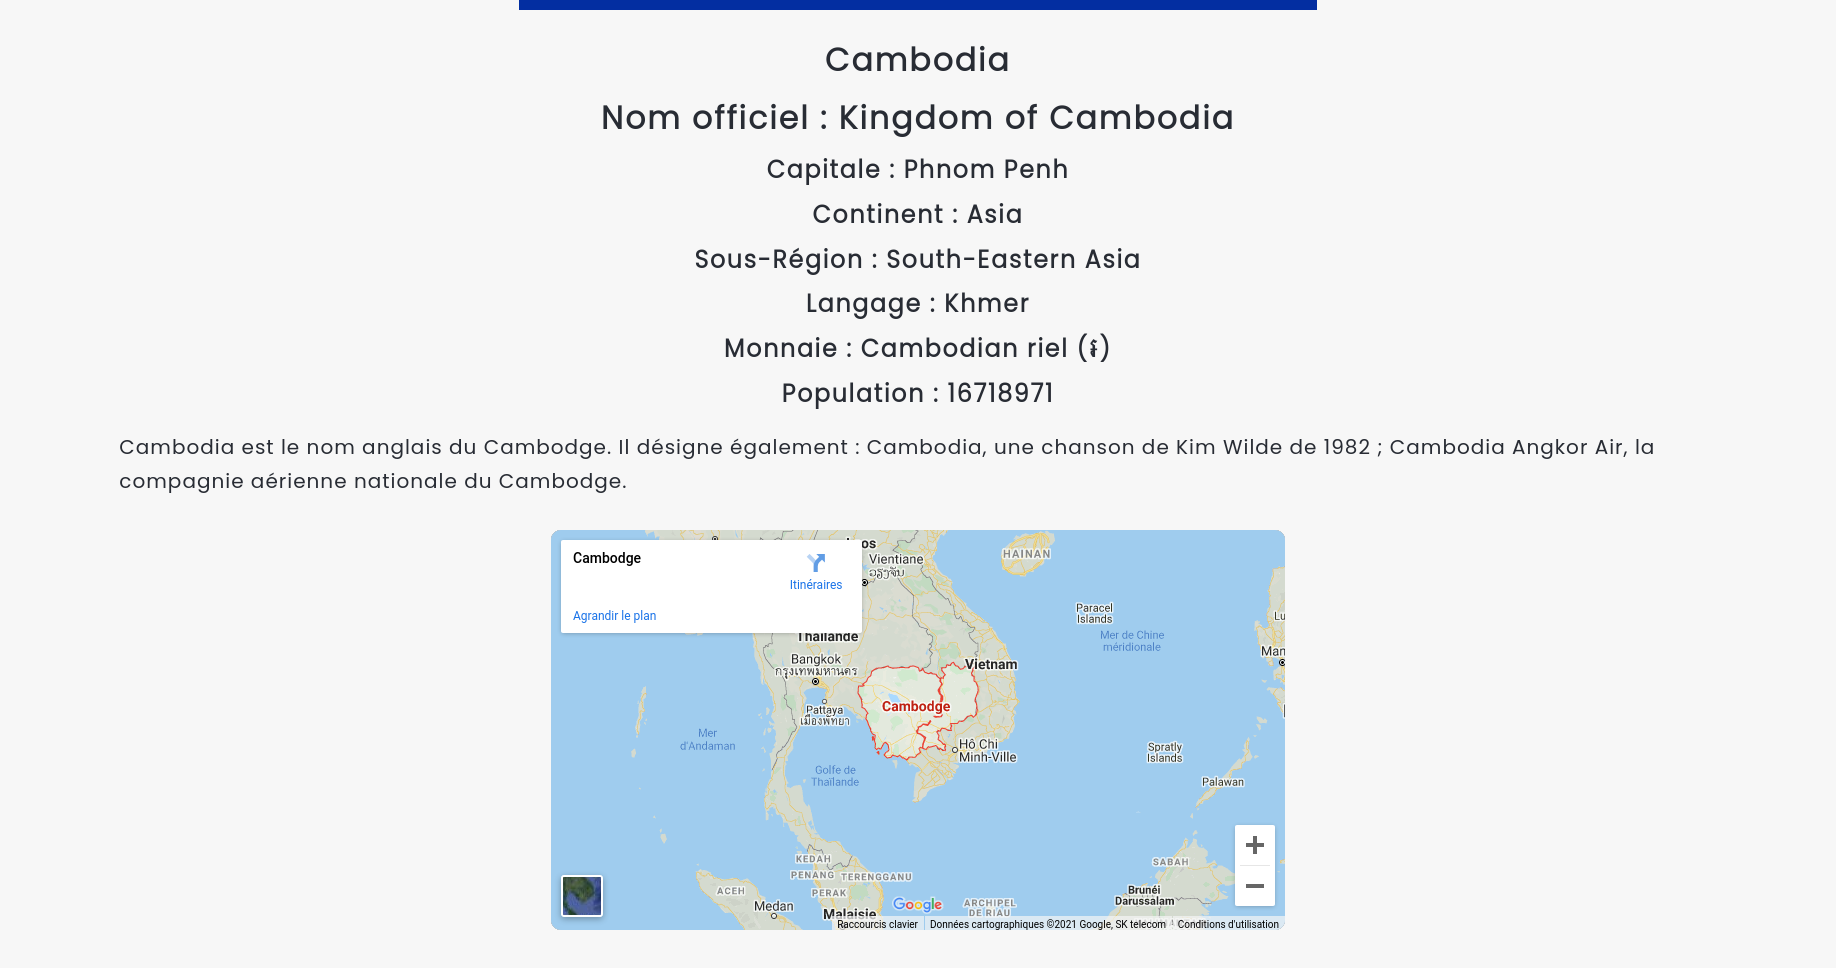 Cambodia
Nom officiel : Kingdom of Cambodia
Capitale : Phnom Penh
Continent : Asia
Sous-Région : South-Eastern Asia
Langage : Khmer
Monnaie : Cambodian riel (៛)
Population : 16718971
Cambodia est le nom anglais du Cambodge. Il désigne également : Cambodia, une chanson de Kim Wilde de 1982 ; Cambodia Angkor Air, la
compagnie aérienne nationale du Cambodge.
Cambodge
Itinéraires
Agrandir le plan
Vientiane
ວຽງຈັນ
HAINAN
Paracel
Islands
Mer de Chine
méridionale
Thaïlande
Bangkok
กรุงเทพมหานคร
Vietnam
Pattaya
เมืองพัทยา
Cambodge
Mer
d'Andaman
Golfe de
Thaïlande
Hô Chi
Minh-Ville
Spratly
Islands
Palawan
KEDAH
PENANG
TERENGGANU
PERAK
ACEH
Medan
Malaisie
SABAH
Brunéi
Darussalam
ARCHIPEL
DE RIAU
Google
Raccourcis clavier
Données cartographiques ©2021 Google, SK telecom
Conditions d'utilisation